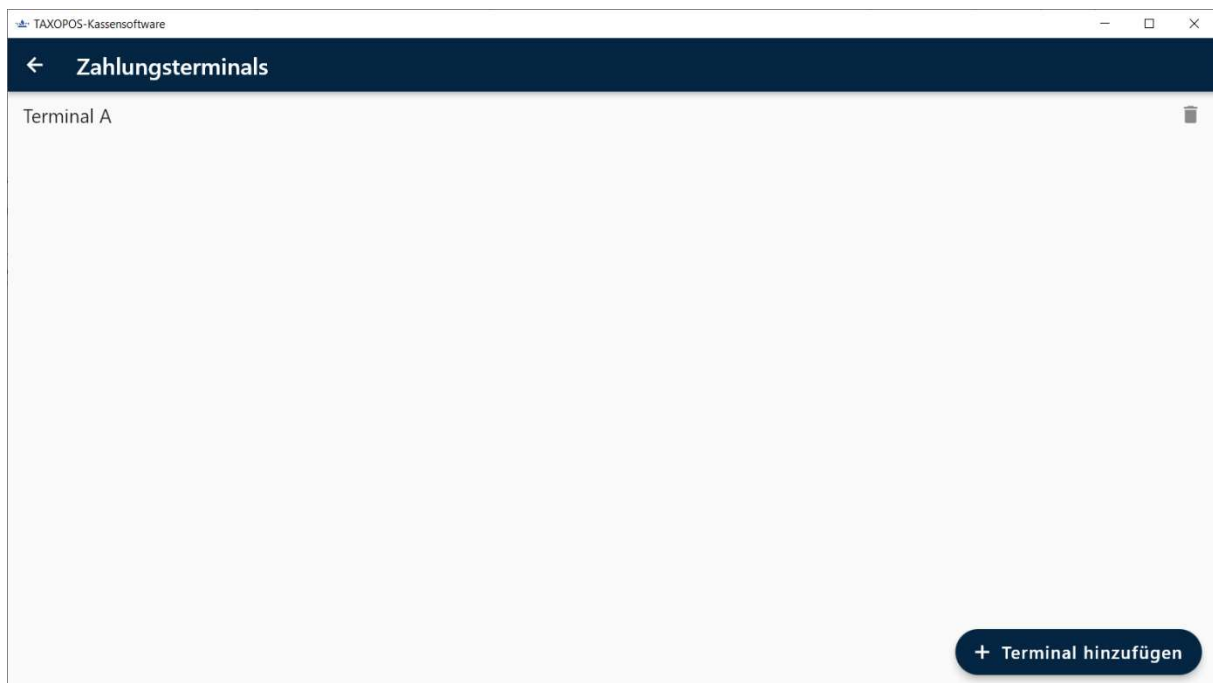 TAXOPOS-Kassensoftware
Zahlungsterminals
Terminal A
+ Terminal hinzufügen